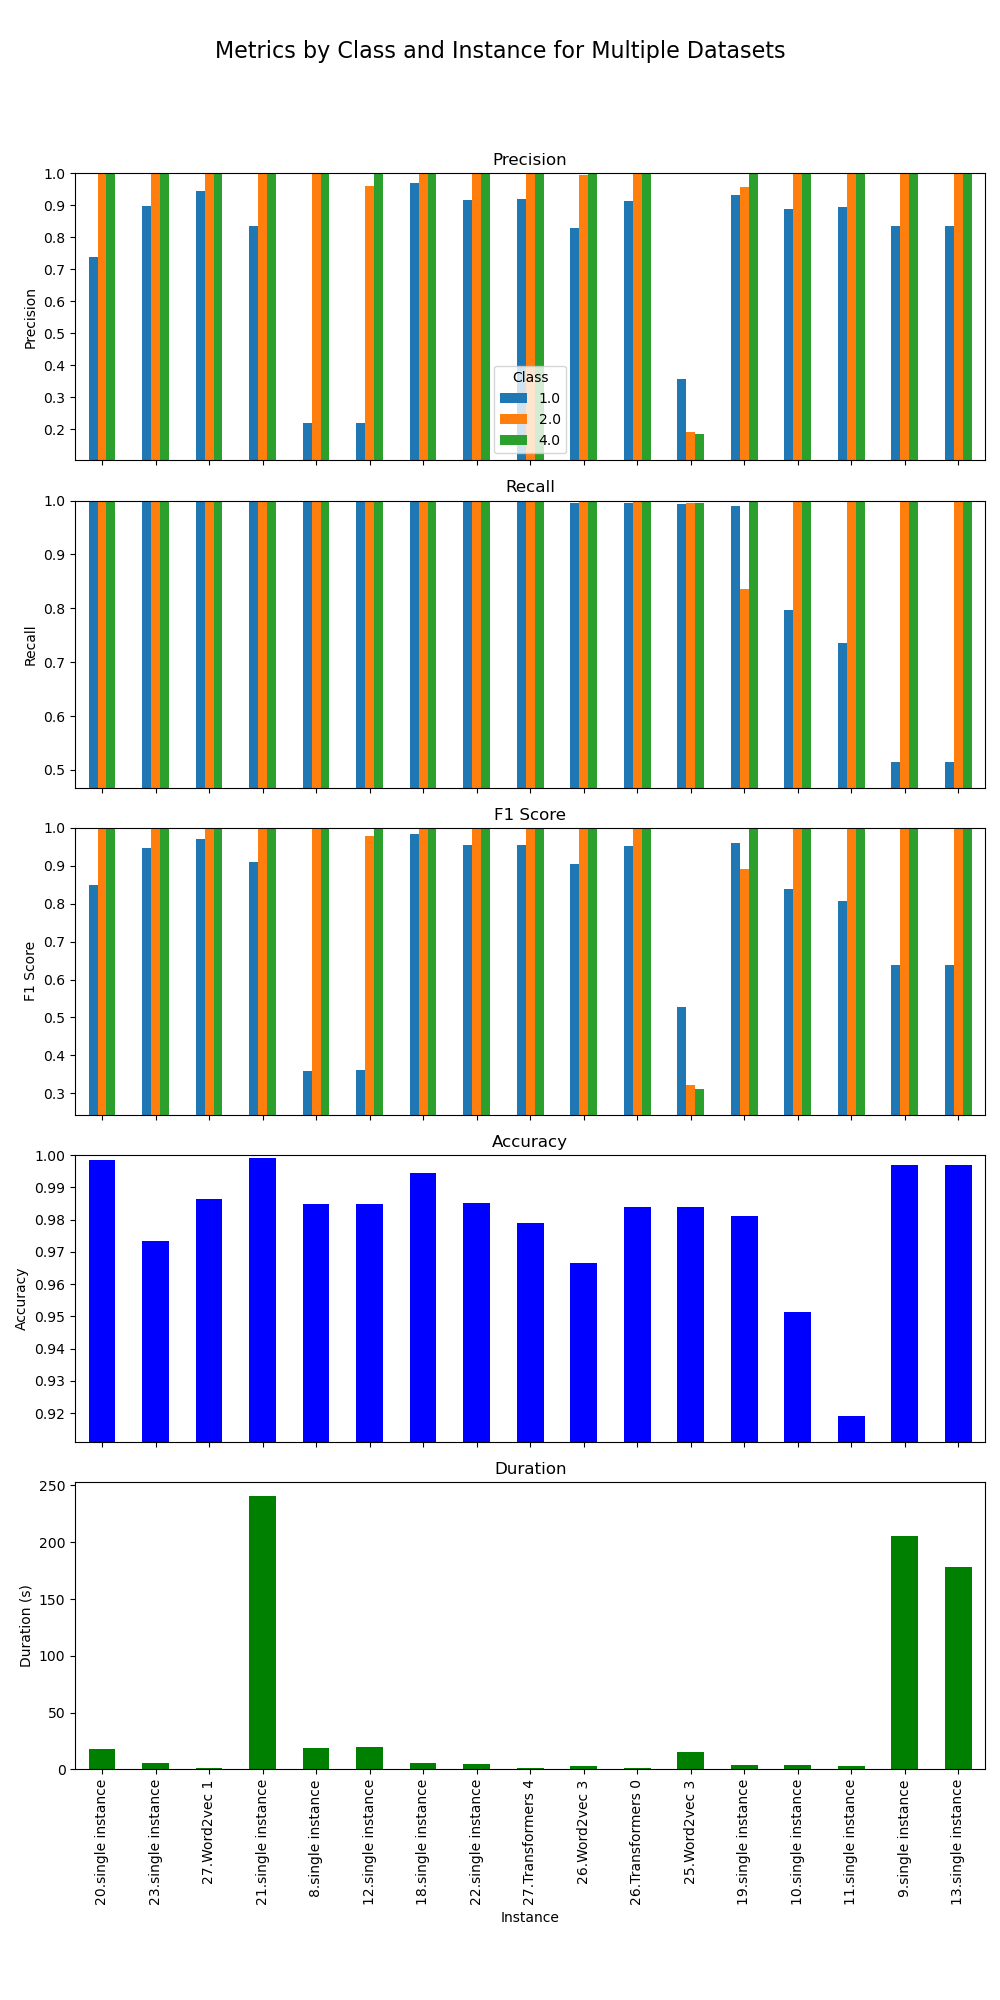 Metrics by Class and Instance for Multiple Datasets
Precision
1.0
0.9
0.8
0.7
0.6
0.5
0.4
0.3
0.2
Precision
Class
1.0
2.0
4.0
Recall
1.0
0.9
0.8
0.7
0.6
0.5
Recall
F1 Score
1.0
0.9
0.8
0.7
0.6
0.5
0.4
0.3
F1 Score
Accuracy
1.00
0.99
0.98
0.97
0.96
0.95
0.94
0.93
0.92
Accuracy
Duration
250
200
150
100
50
0
Duration (s)
20.single instance
23.single instance
27.Word2vec 1
21.single instance
8.single instance
12.single instance
18.single instance
22.single instance
27.Transformers 4
26.Word2vec 3
26.Transformers 0
25.Word2vec 3
19.single instance
10.single instance
11.single instance
9.single instance
13.single instance
Instance